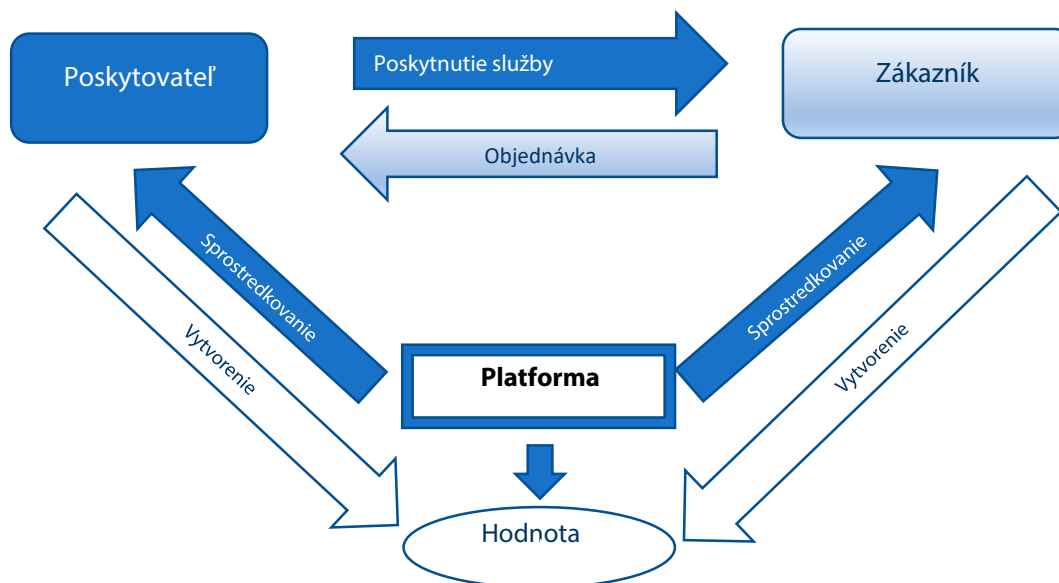 Poskytovateľ
Poskytnutie služby
Zákazník
Objednávka
Sprostredkovanie
Sprostredkovanie
Vytvorenie
Vytvorenie
Platforma
Hodnota